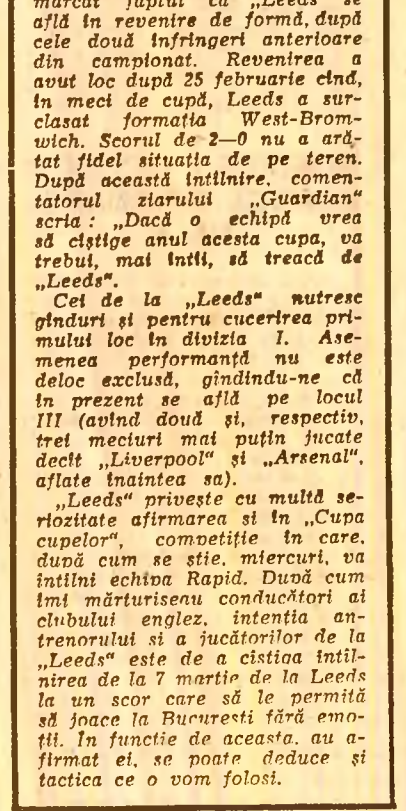 marcat faptul că „Leeds se
află în revenire de formă, după
cele două înfrîngeri anterioare
din campionat. Revenirea a
avut loc după 25 februarie cînd,
în meci de cupă, Leeds a sur-
clasat formația West-Brom-
wich. Scorul de 2—0 nu a ară-
tat fidel situația de pe teren.
După această întîlnire, comen-
tatorul ziarului „Guardian“
scria : „Dacă o echipă vrea
să cîștige anul acesta cupa, va
trebui, mai întîi, să treacă de
„Leeds“.
Cei de la „Leeds“ nutresc
gînduri și pentru cucerirea pri-
mului loc în divizia I. Ase-
menea performanță nu este
deloc exclusă, gîndindu-ne că
în prezent se află pe locul
III (avînd două și, respectiv,
trei meciuri mai puțin jucate
decît „Liverpool“ și „Arsenal“,
aflate înaintea sa).
„Leeds“ privește cu multă se-
riozitate afirmarea si în „Cupa
cupelor“, competiție în care,
după cum se știe, miercuri, va
întîlni echipa Rapid. După cum
îmi mărturiseau conducători ai
clubului englez, intenția an-
trenorului si a jucătorilor de la
„Leeds“ este de a cîstiga întîl-
nirea de la 7 martie de la Leeds
la un scor care să le permită
să joace la București fără emo-
ții. În funcție de aceasta, au a-
firmat ei, se poate deduce și
tactica ce o vom folosi.